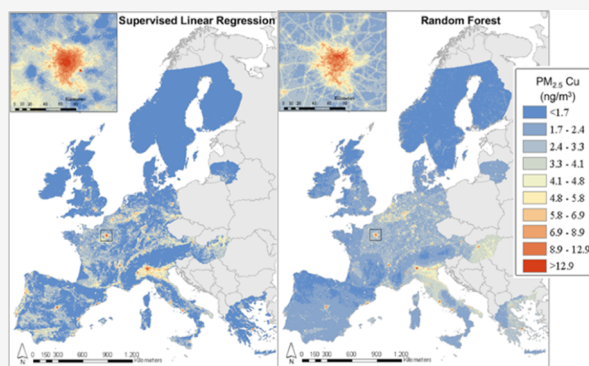 Supervised Linear Regression
Random Forest
PM2.5 Cu
(ng/m³)
<1.7
1.7 - 2.4
2.4 - 3.3
3.3 - 4.1
4.1 - 4.8
4.8 - 5.8
5.8 - 6.9
6.9 - 8.9
8.9 - 12.9
>12.9
N
0 150 300 600 900 1.200
Kilometers
N
0 150 300 600 900 1.200
Kilometers